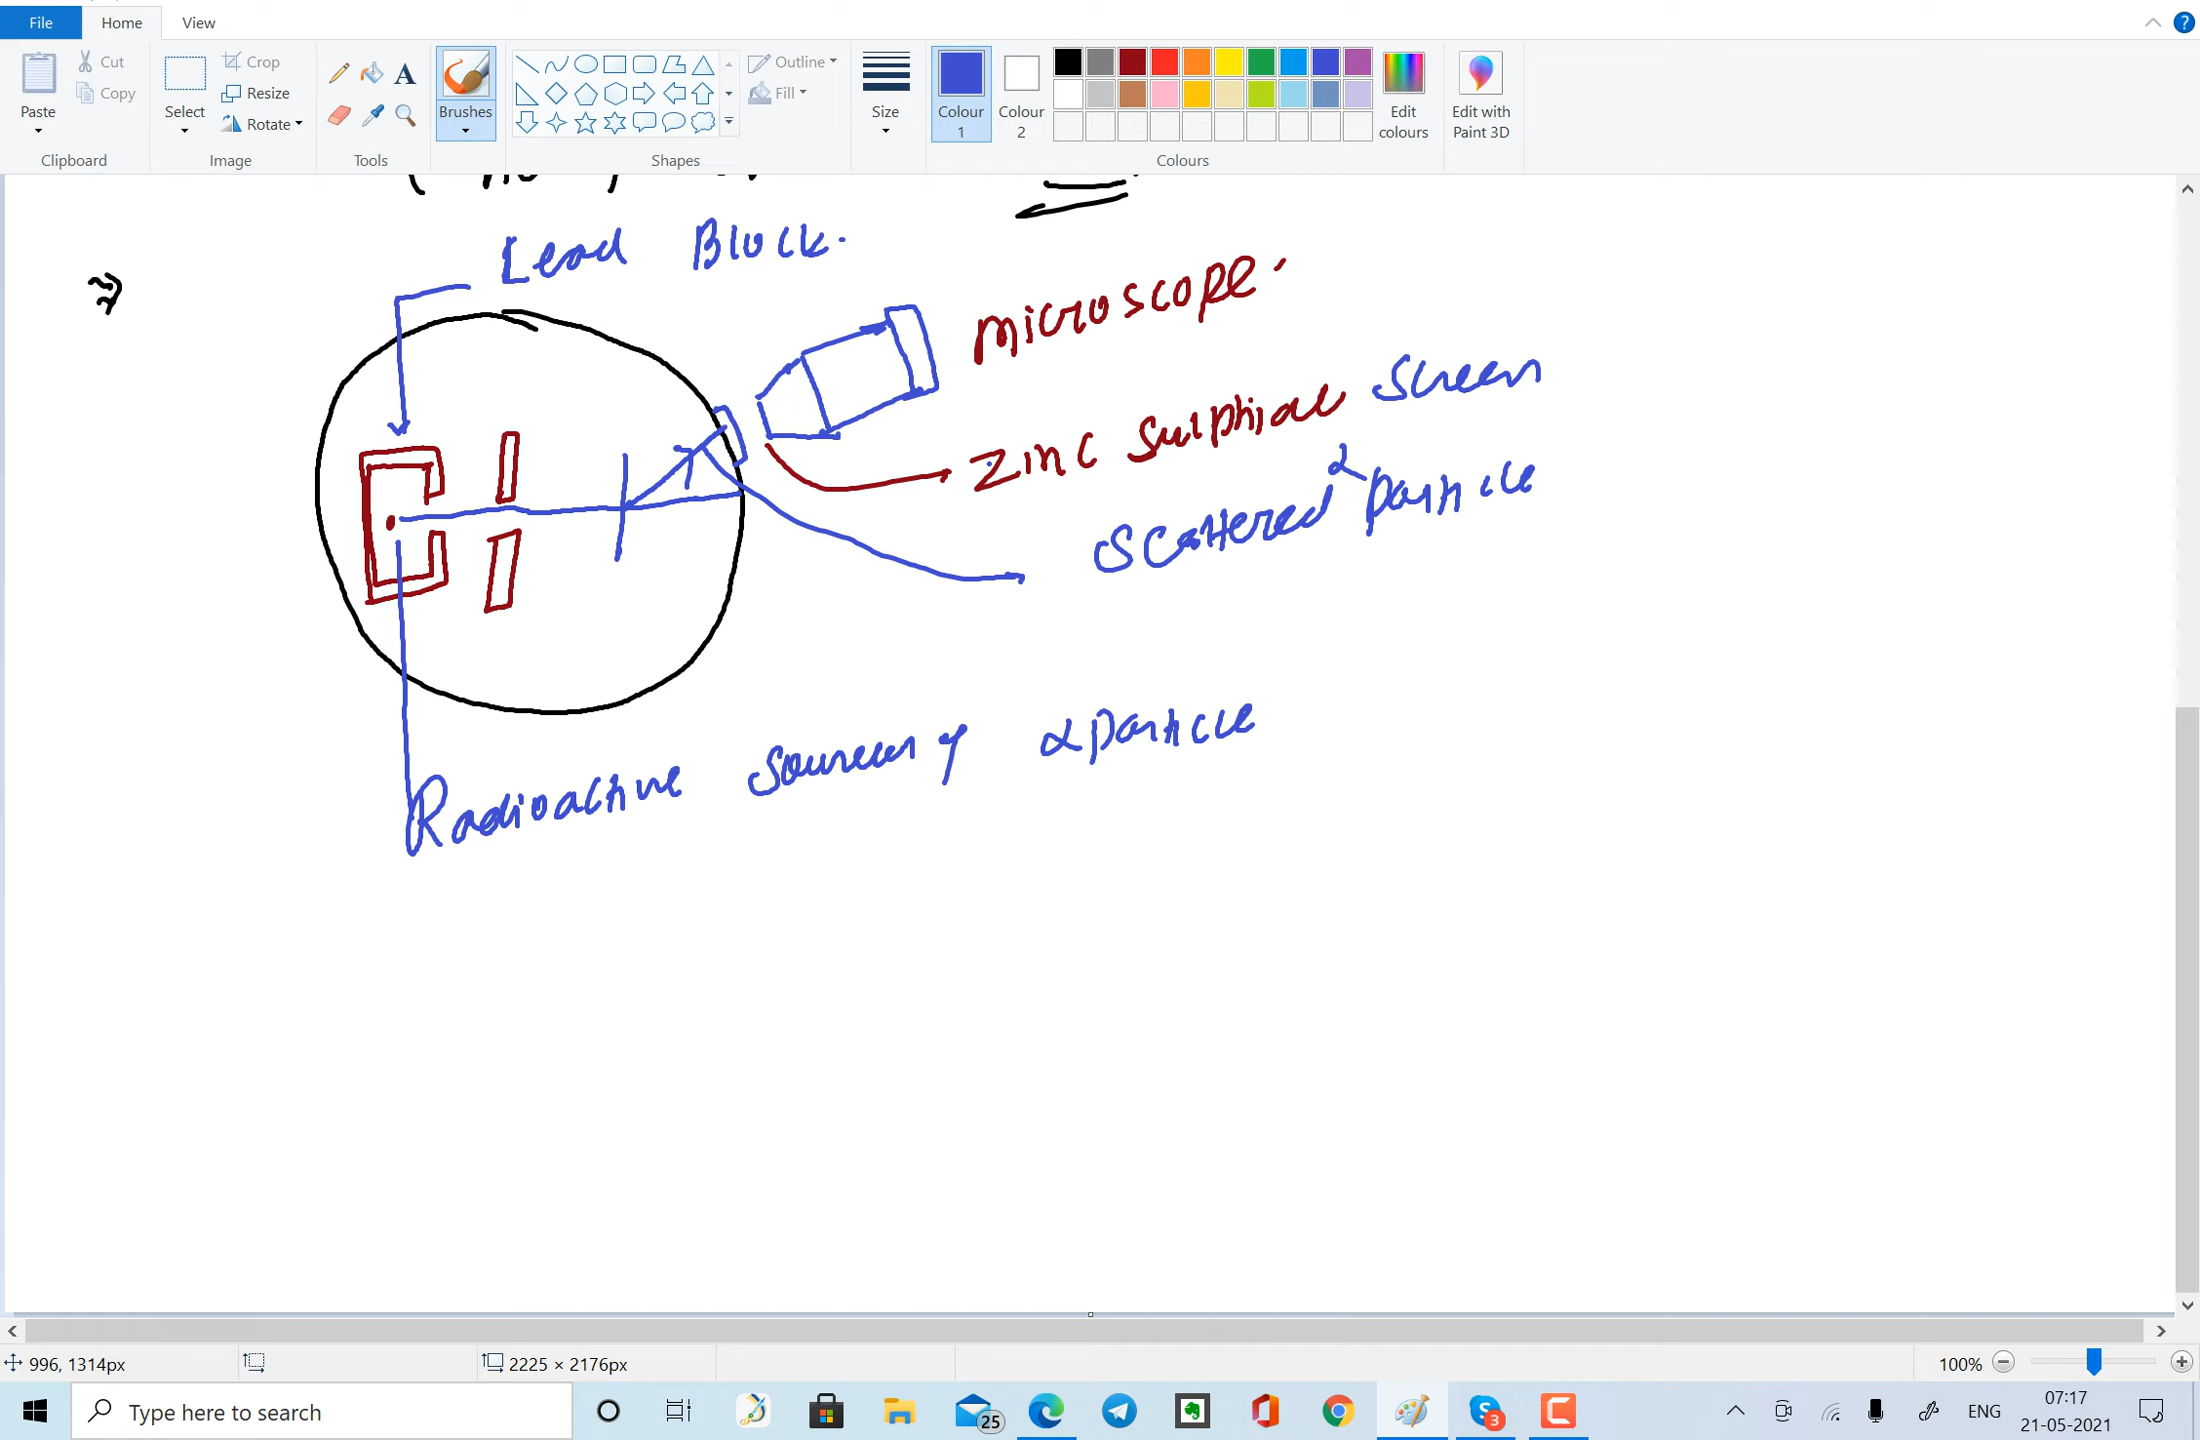 File Home View
Paste Cut Copy Clipboard
Select Crop Resize Rotate Image
A Tools
Brushes
Shapes
Outline Fill
Size
Colour 1 Colour 2
Edit colours
Colours
Edit with Paint 3D
Lead Block.
Microscope.
Zinc Sulphide Screen
Scattered α particle
Radioactive Source of α particle
996, 1314px 2225 × 2176px 100%
Type here to search 25 3 ENG 07:17
21-05-2021